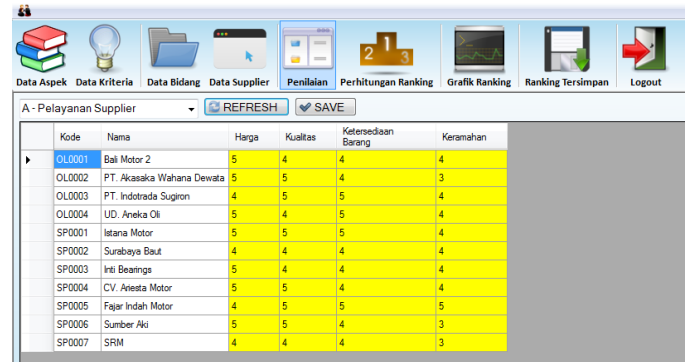 2 1 3
Data Aspek Data Kriteria Data Bidang Data Supplier Penilaian Perhitungan Ranking Grafik Ranking Ranking Tersimpan Logout
A - Pelayanan Supplier REFRESH SAVE
Kode Nama Harga Kualitas Ketersediaan Barang Keramahan
OL0001 Bali Motor 2 5 4 4 4
OL0002 PT. Akasaka Wahana Dewata 5 5 4 3
OL0003 PT. Indotrada Sugiron 4 5 5 4
OL0004 UD. Aneka Oli 5 4 5 4
SP0001 Istana Motor 5 5 5 4
SP0002 Surabaya Baut 4 4 4 4
SP0003 Inti Bearings 5 4 4 4
SP0004 CV. Ariesta Motor 5 5 4 4
SP0005 Fajar Indah Motor 4 5 5 5
SP0006 Sumber Aki 5 5 4 3
SP0007 SRM 4 4 4 3